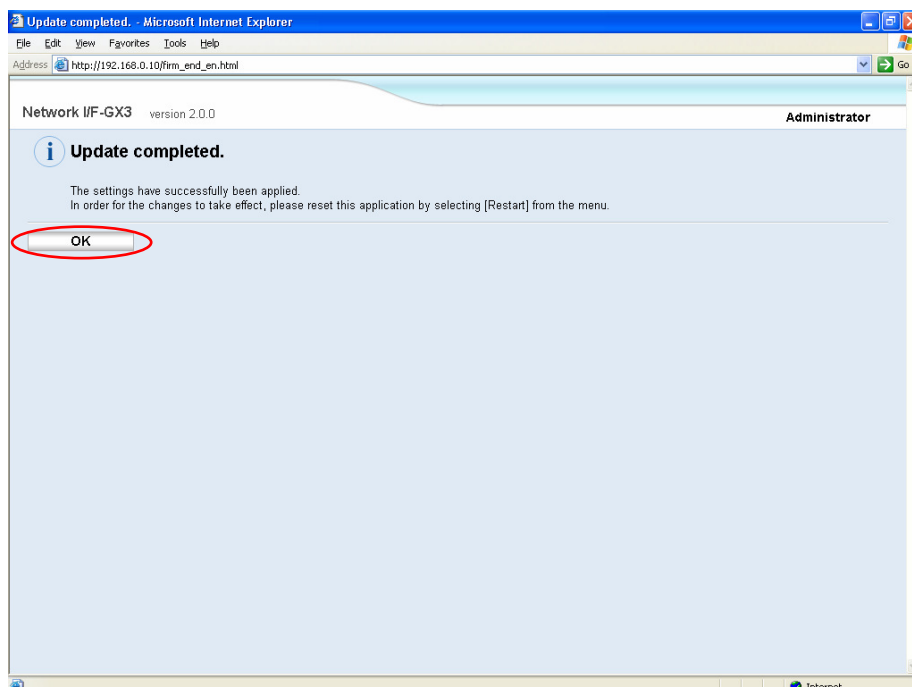 Update completed. - Microsoft Internet Explorer
File Edit View Favorites Tools Help
Address http://192.168.0.10/firm_end_en.html Go
Network I/F-GX3 version 2.0.0
Administrator
i Update completed.
The settings have successfully been applied.
In order for the changes to take effect, please reset this application by selecting [Restart] from the menu.
OK
Internet